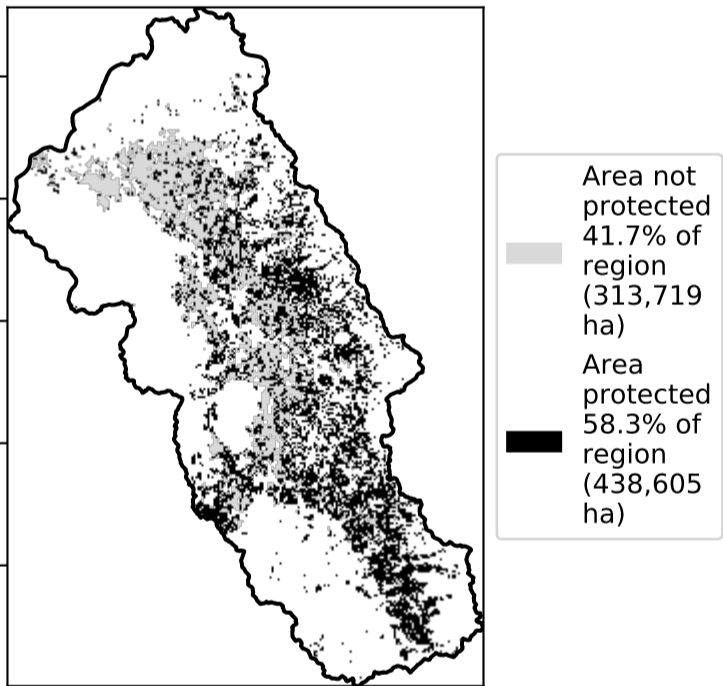 Area not
protected
41.7% of
region
(313,719
ha)
Area
protected
58.3% of
region
(438,605
ha)